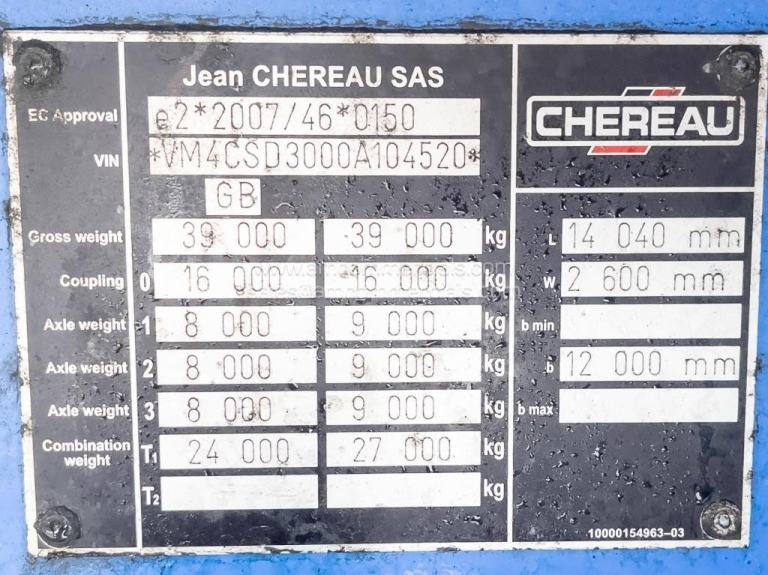 Jean CHEREAU SAS
EC Approval e2*2007/46*0150
VIN *VM4CSD3000A104520*
GB
Gross weight 39 000 39 000 kg
Coupling 0 16 000 16 000 kg
Axle weight 1 8 000 9 000 kg
Axle weight 2 8 000 9 000 kg
Axle weight 3 8 000 9 000 kg
Combination weight T1 24 000 27 000 kg
T2 kg
CHEREAU
L 14 040 mm
W 2 600 mm
b min
b 12 000 mm
b max
10000154963-03